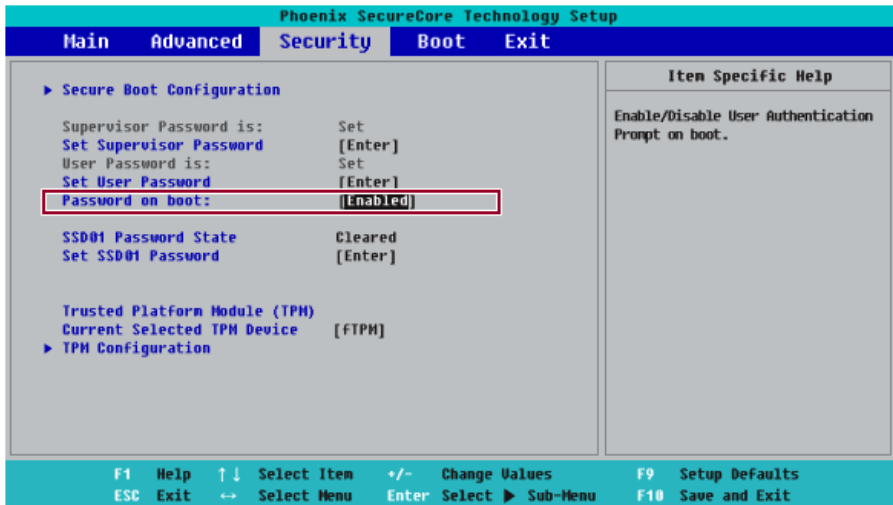 Phoenix SecureCore Technology Setup
Main Advanced Security Boot Exit
Item Specific Help
▶ Secure Boot Configuration
Enable/Disable User Authentication
Prompt on boot.
Supervisor Password is: Set
Set Supervisor Password [Enter]
User Password is: Set
Set User Password [Enter]
Password on boot: [Enabled]
SSD01 Password State Cleared
Set SSD01 Password [Enter]
Trusted Platform Module (TPM)
Current Selected TPM Device [fTPM]
▶ TPM Configuration
F1 Help ↑↓ Select Item +/- Change Values F9 Setup Defaults
ESC Exit ↔ Select Menu Enter Select ▶ Sub-Menu F10 Save and Exit